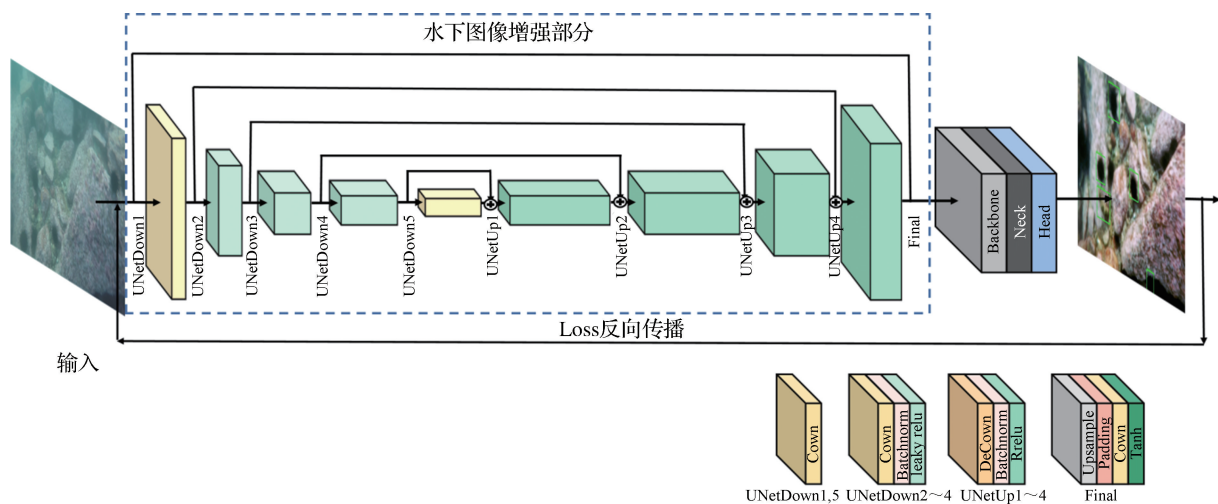 水下图像增强部分
UNetDown1
UNetDown2
UNetDown3
UNetDown4
UNetDown5
UNetUp1
UNetUp2
UNetUp3
UNetUp4
Final
Backbone
Neck
Head
Loss反向传播
输入
Cown
Cown
Batchnorm
leaky relu
DeCown
Batchnorm
Rrelu
Upsample
Padding
Cown
Tanh
UNetDown1,5
UNetDown2～4
UNetUp1～4
Final